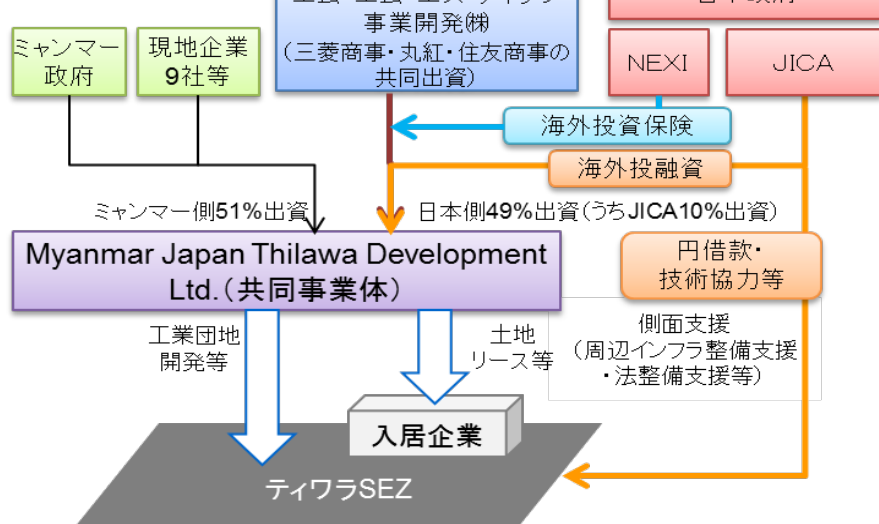 事業開発㈱
(三菱商事・丸紅・住友商事の
共同出資)
ミャンマー
政府
現地企業
9社等
NEXI
JICA
海外投資保険
海外投融資
ミャンマー側51%出資
日本側49%出資(うちJICA10%出資)
Myanmar Japan Thilawa Development
Ltd.(共同事業体)
円借款・
技術協力等
工業団地
開発等
土地
リース等
側面支援
(周辺インフラ整備支援
・法整備支援等)
入居企業
ティワラSEZ